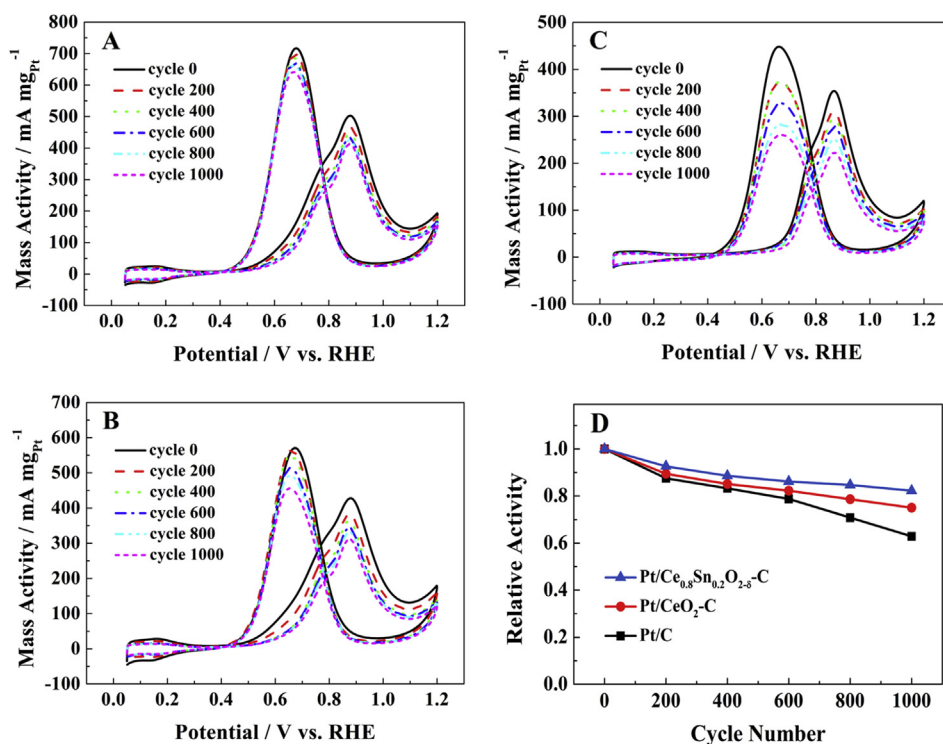 A
800
700
600
500
400
300
200
100
0
-100
Mass Activity / mA mgPt-1
cycle 0
cycle 200
cycle 400
cycle 600
cycle 800
cycle 1000
0.0 0.2 0.4 0.6 0.8 1.0 1.2
Potential / V vs. RHE
C
500
400
300
200
100
0
-100
Mass Activity / mA mgPt-1
cycle 0
cycle 200
cycle 400
cycle 600
cycle 800
cycle 1000
0.0 0.2 0.4 0.6 0.8 1.0 1.2
Potential / V vs. RHE
B
700
600
500
400
300
200
100
0
-100
Mass Activity / mA mgPt-1
cycle 0
cycle 200
cycle 400
cycle 600
cycle 800
cycle 1000
0.0 0.2 0.4 0.6 0.8 1.0 1.2
Potential / V vs. RHE
D
1.0
0.8
0.6
0.4
0.2
0.0
Relative Activity
Pt/Ce0.8Sn0.2O2-δ-C
Pt/CeO2-C
Pt/C
0 200 400 600 800 1000
Cycle Number